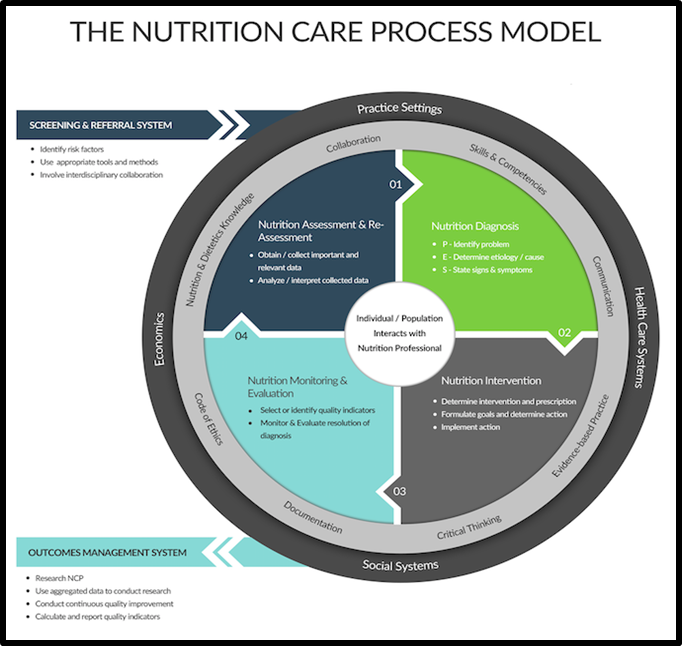 THE NUTRITION CARE PROCESS MODEL
SCREENING & REFERRAL SYSTEM
• Identify risk factors
• Use appropriate tools and methods
• Involve interdisciplinary collaboration
Practice Settings
Health Care Systems
Social Systems
Economics
Collaboration
Skills & Competencies
Communication
Evidence-based Practice
Critical Thinking
Documentation
Code of Ethics
Nutrition & Dietetics Knowledge
01
Nutrition Assessment & Re-
Assessment
• Obtain / collect important and
relevant data
• Analyze / interpret collected data
Nutrition Diagnosis
• P - Identify problem
• E - Determine etiology / cause
• S - State signs & symptoms
02
Individual / Population
Interacts with
Nutrition Professional
Nutrition Intervention
• Determine intervention and prescription
• Formulate goals and determine action
• Implement action
03
04
Nutrition Monitoring &
Evaluation
• Select or identify quality indicators
• Monitor & Evaluate resolution of
diagnosis
OUTCOMES MANAGEMENT SYSTEM
• Research NCP
• Use aggregated data to conduct research
• Conduct continuous quality improvement
• Calculate and report quality indicators